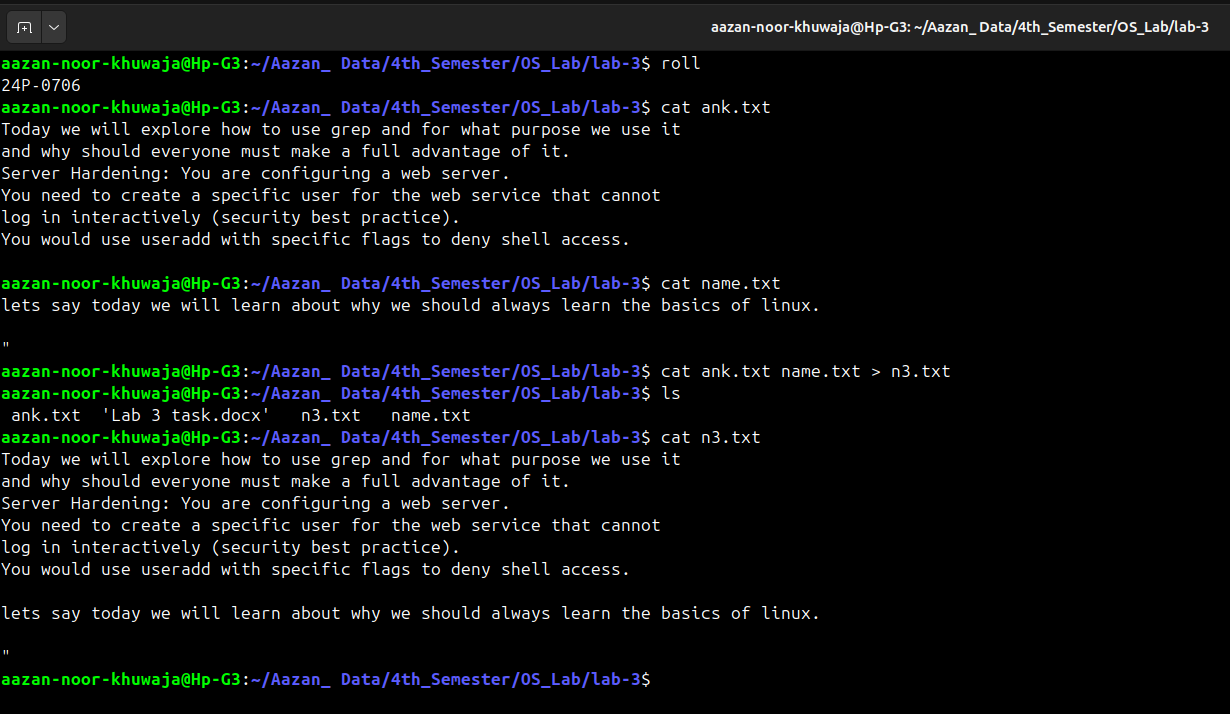 aazan-noor-khuwaja@Hp-G3: ~/Aazan_ Data/4th_Semester/OS_Lab/lab-3
aazan-noor-khuwaja@Hp-G3:~/Aazan_ Data/4th_Semester/OS_Lab/lab-3$ roll
24P-0706
aazan-noor-khuwaja@Hp-G3:~/Aazan_ Data/4th_Semester/OS_Lab/lab-3$ cat ank.txt
Today we will explore how to use grep and for what purpose we use it
and why should everyone must make a full advantage of it.
Server Hardening: You are configuring a web server.
You need to create a specific user for the web service that cannot
log in interactively (security best practice).
You would use useradd with specific flags to deny shell access.

aazan-noor-khuwaja@Hp-G3:~/Aazan_ Data/4th_Semester/OS_Lab/lab-3$ cat name.txt
lets say today we will learn about why we should always learn the basics of linux.

"
aazan-noor-khuwaja@Hp-G3:~/Aazan_ Data/4th_Semester/OS_Lab/lab-3$ cat ank.txt name.txt > n3.txt
aazan-noor-khuwaja@Hp-G3:~/Aazan_ Data/4th_Semester/OS_Lab/lab-3$ ls
 ank.txt  'Lab 3 task.docx'   n3.txt   name.txt
aazan-noor-khuwaja@Hp-G3:~/Aazan_ Data/4th_Semester/OS_Lab/lab-3$ cat n3.txt
Today we will explore how to use grep and for what purpose we use it
and why should everyone must make a full advantage of it.
Server Hardening: You are configuring a web server.
You need to create a specific user for the web service that cannot
log in interactively (security best practice).
You would use useradd with specific flags to deny shell access.

lets say today we will learn about why we should always learn the basics of linux.

"
aazan-noor-khuwaja@Hp-G3:~/Aazan_ Data/4th_Semester/OS_Lab/lab-3$